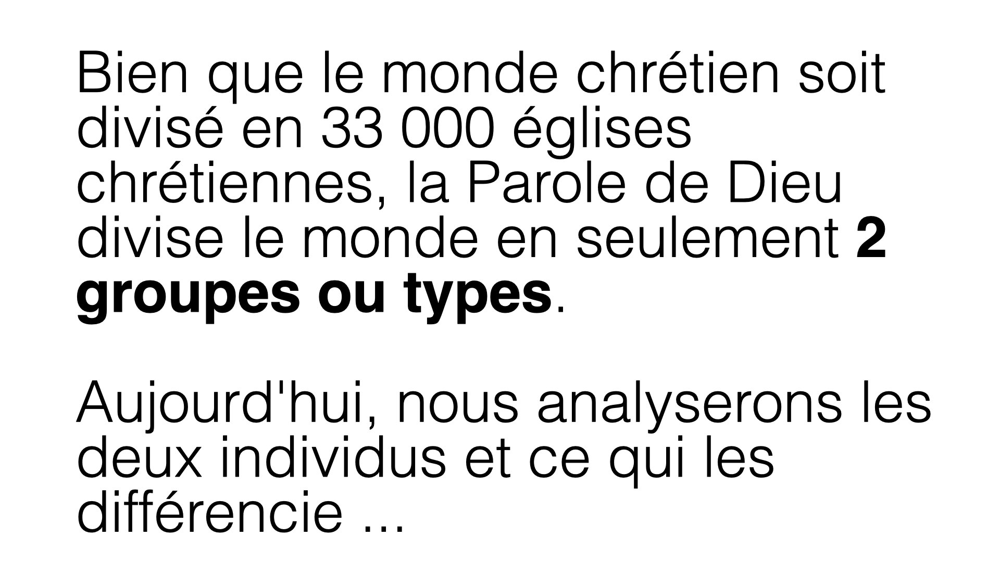 Bien que le monde chrétien soit
divisé en 33 000 églises
chrétiennes, la Parole de Dieu
divise le monde en seulement 2
groupes ou types.
Aujourd'hui, nous analyserons les
deux individus et ce qui les
différencie ...